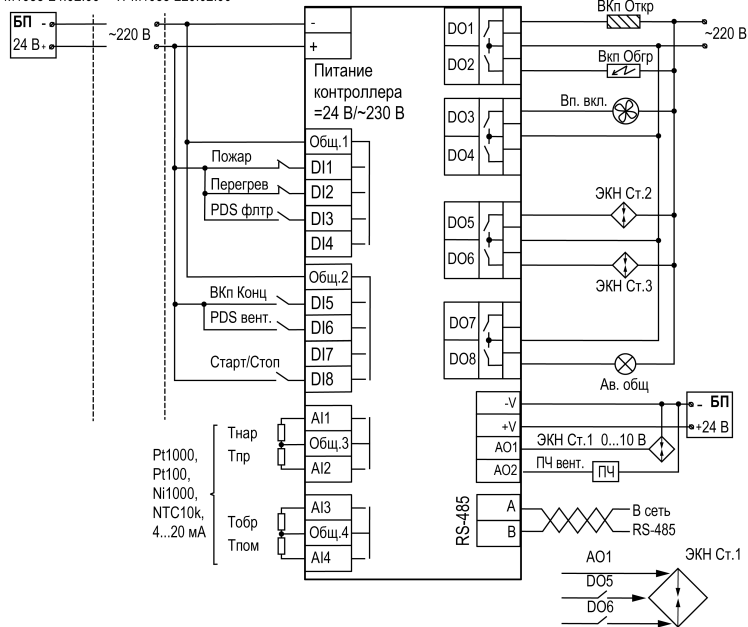 БП -
24 В+
~220 В
-
+
Питание
контроллера
=24 В/~230 В
Общ.1
Пожар
DI1
Перегрев
DI2
PDS флтр
DI3
DI4
Общ.2
ВКп Конц
DI5
PDS вент.
DI6
DI7
Старт/Стоп
DI8
AI1
Тнар
Общ.3
Тпр
AI2
Pt1000,
Pt100,
Ni1000,
NTC10k,
4...20 мА
AI3
Тобр
Общ.4
Тпом
AI4
DO1
ВКп Откр
~220 В
DO2
Вкп Обгр
DO3
Вп. вкл.
DO4
ЭКН Ст.2
DO5
DO6
ЭКН Ст.3
DO7
DO8
Ав. общ
-V
- БП
+V
+24 В
AO1
ЭКН Ст.1 0...10 В
AO2
ПЧ вент.
ПЧ
RS-485
A
В сеть
B
RS-485
AO1
ЭКН Ст.1
DO5
DO6